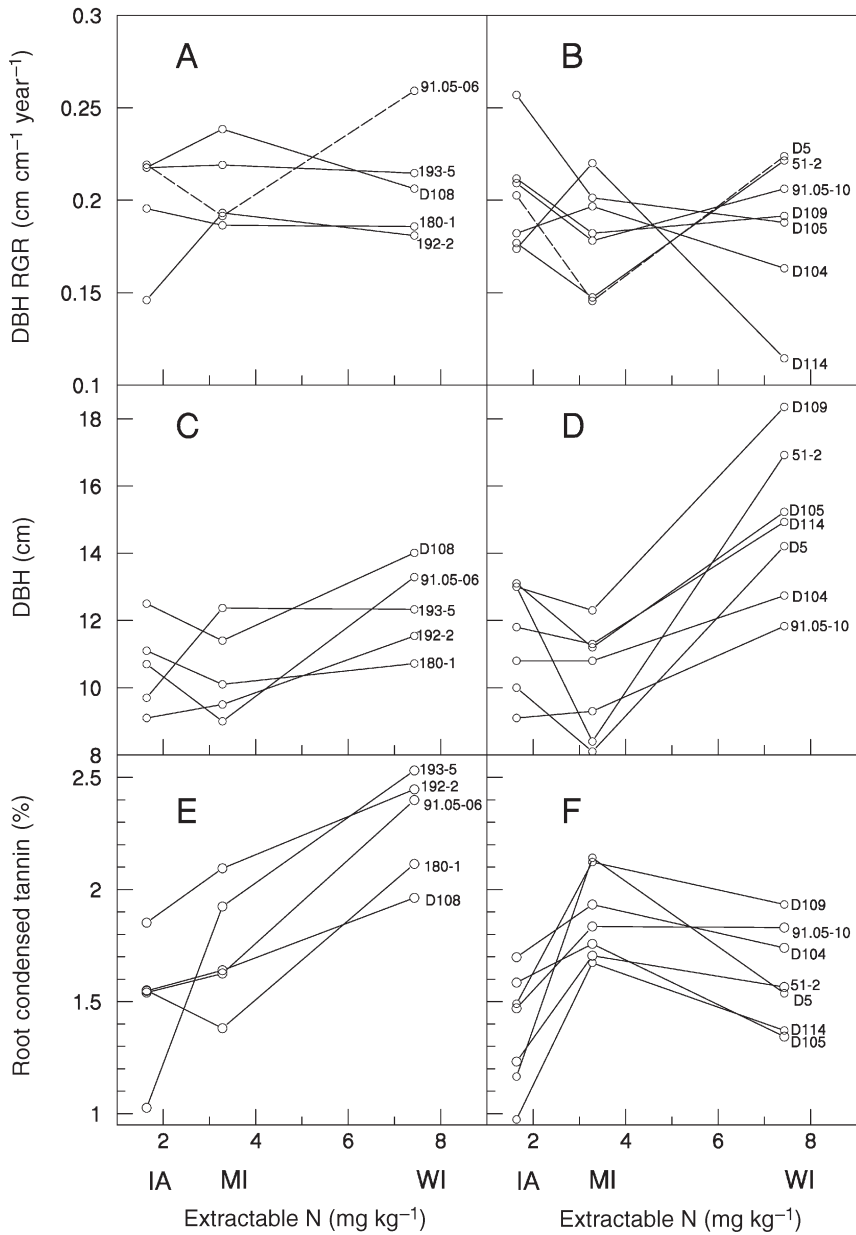 DBH RGR (cm cm⁻¹ year⁻¹)
0.3
0.25
0.2
0.15
0.1
A
91.05-06
193-5
D108
180-1
192-2
B
D5
51-2
91.05-10
D109
D105
D104
D114
DBH (cm)
18
16
14
12
10
8
C
D108
91.05-06
193-5
192-2
180-1
D
D109
51-2
D105
D114
D5
D104
91.05-10
Root condensed tannin (%)
2.5
2
1.5
1
E
193-5
192-2
91.05-06
180-1
D108
F
D109
91.05-10
D104
51-2
D5
D114
D105
2 4 6 8
2 4 6 8
IA MI WI
IA MI WI
Extractable N (mg kg⁻¹)
Extractable N (mg kg⁻¹)